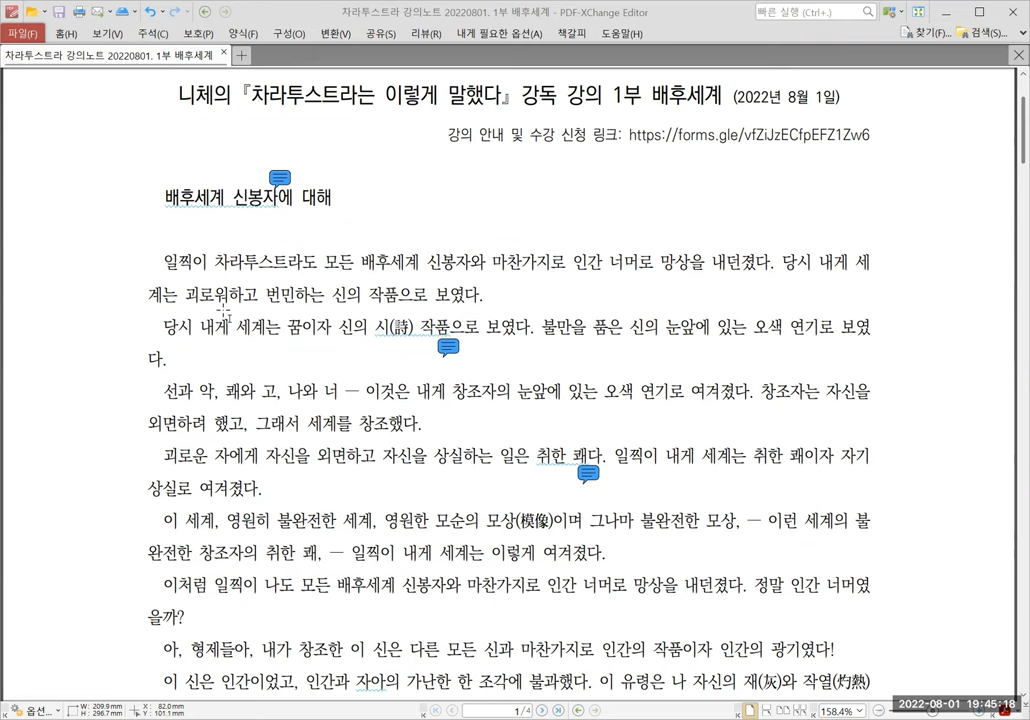 차라투스트라 강의노트 20220801. 1부 배후세계 - PDF-XChange Editor
빠른 실행 (Ctrl+.)
파일(F) 홈(H) 보기(V) 주석(C) 보호(P) 양식(F) 구성(O) 변환(V) 공유(S) 리뷰(R) 내게 필요한 옵션(A) 책갈피 도움말(H) 찾기(F)... 검색(S)...
차라투스트라 강의노트 20220801. 1부 배후세계
니체의 『차라투스트라는 이렇게 말했다』 강독 강의 1부 배후세계 (2022년 8월 1일)
강의 안내 및 수강 신청 링크: https://forms.gle/vfZiJzECfpEFZ1Zw6
배후세계 신봉자에 대해
일찍이 차라투스트라도 모든 배후세계 신봉자와 마찬가지로 인간 너머로 망상을 내던졌다. 당시 내게 세
계는 괴로워하고 번민하는 신의 작품으로 보였다.
당시 내게 세계는 꿈이자 신의 시(詩) 작품으로 보였다. 불만을 품은 신의 눈앞에 있는 오색 연기로 보였
다.
선과 악, 쾌와 고, 나와 너 — 이것은 내게 창조자의 눈앞에 있는 오색 연기로 여겨졌다. 창조자는 자신을
외면하려 했고, 그래서 세계를 창조했다.
괴로운 자에게 자신을 외면하고 자신을 상실하는 일은 취한 쾌다. 일찍이 내게 세계는 취한 쾌이자 자기
상실로 여겨졌다.
이 세계, 영원히 불완전한 세계, 영원한 모순의 모상(模像)이며 그나마 불완전한 모상, — 이런 세계의 불
완전한 창조자의 취한 쾌, — 일찍이 내게 세계는 이렇게 여겨졌다.
이처럼 일찍이 나도 모든 배후세계 신봉자와 마찬가지로 인간 너머로 망상을 내던졌다. 정말 인간 너머였
을까?
아, 형제들아, 내가 창조한 이 신은 다른 모든 신과 마찬가지로 인간의 작품이자 인간의 광기였다!
이 신은 인간이었고, 인간과 자아의 가난한 한 조각에 불과했다. 이 유령은 나 자신의 재(灰)와 작열(灼熱)
옵션... W: 209.9mm H: 296.7mm X: 82.0mm Y: 101.1mm 1/4 158.4%
2022-08-01 19:45:18